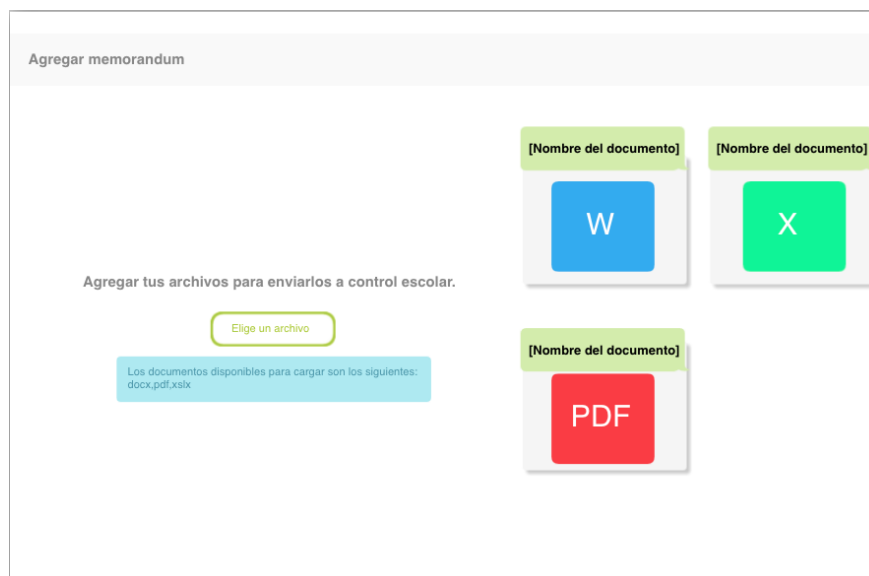 Agregar memorandum
[Nombre del documento]
[Nombre del documento]
W
X
Agregar tus archivos para enviarlos a control escolar.
Elige un archivo
Los documentos disponibles para cargar son los siguientes:
docx,pdf,xslx
[Nombre del documento]
PDF